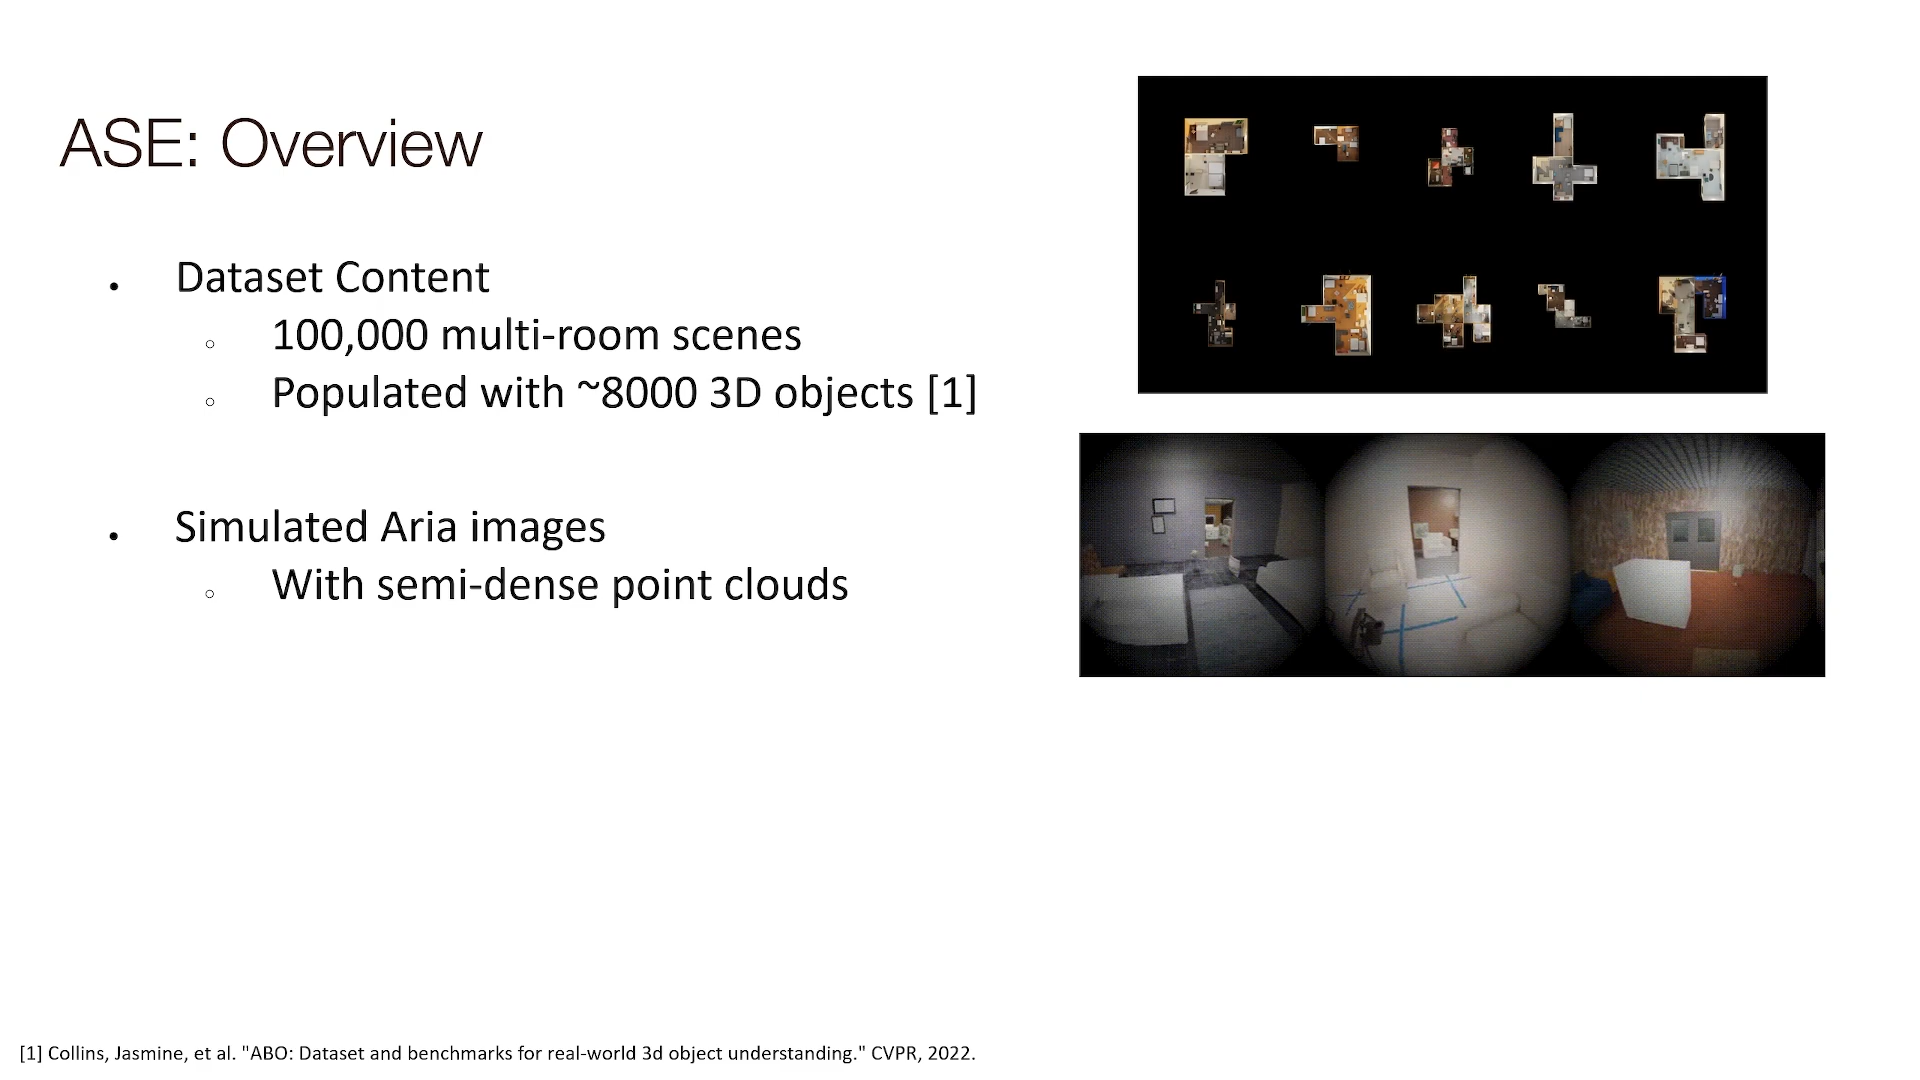 ASE: Overview
• Dataset Content
○ 100,000 multi-room scenes
○ Populated with ~8000 3D objects [1]
• Simulated Aria images
○ With semi-dense point clouds
[1] Collins, Jasmine, et al. "ABO: Dataset and benchmarks for real-world 3d object understanding." CVPR, 2022.